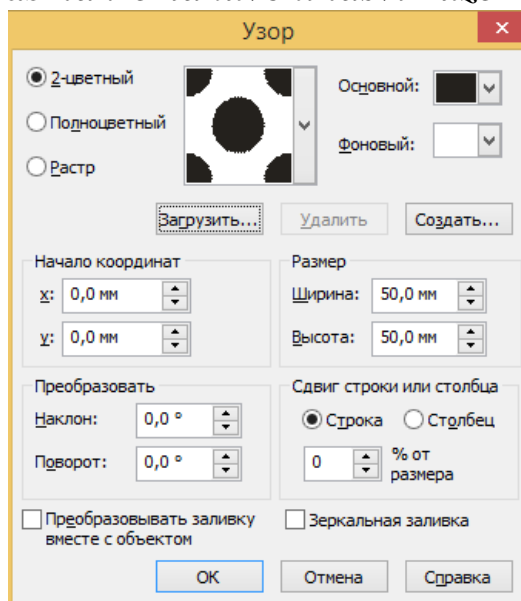 Узор
2-цветный
Полноцветный
Растр
Основной:
Фоновый:
Загрузить...
Удалить
Создать...
Начало координат
x: 0,0 мм
y: 0,0 мм
Размер
Ширина: 50,0 мм
Высота: 50,0 мм
Преобразовать
Наклон: 0,0 °
Поворот: 0,0 °
Сдвиг строки или столбца
Строка Столбец
0 % от
размера
Преобразовывать заливку
вместе с объектом
Зеркальная заливка
ОК Отмена Справка